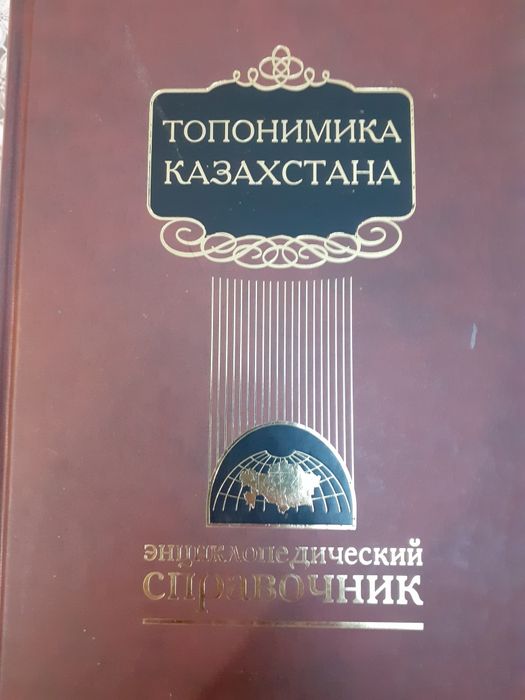 ТОПОНИМИКА
КАЗАХСТАНА
энциклопедический
справочник